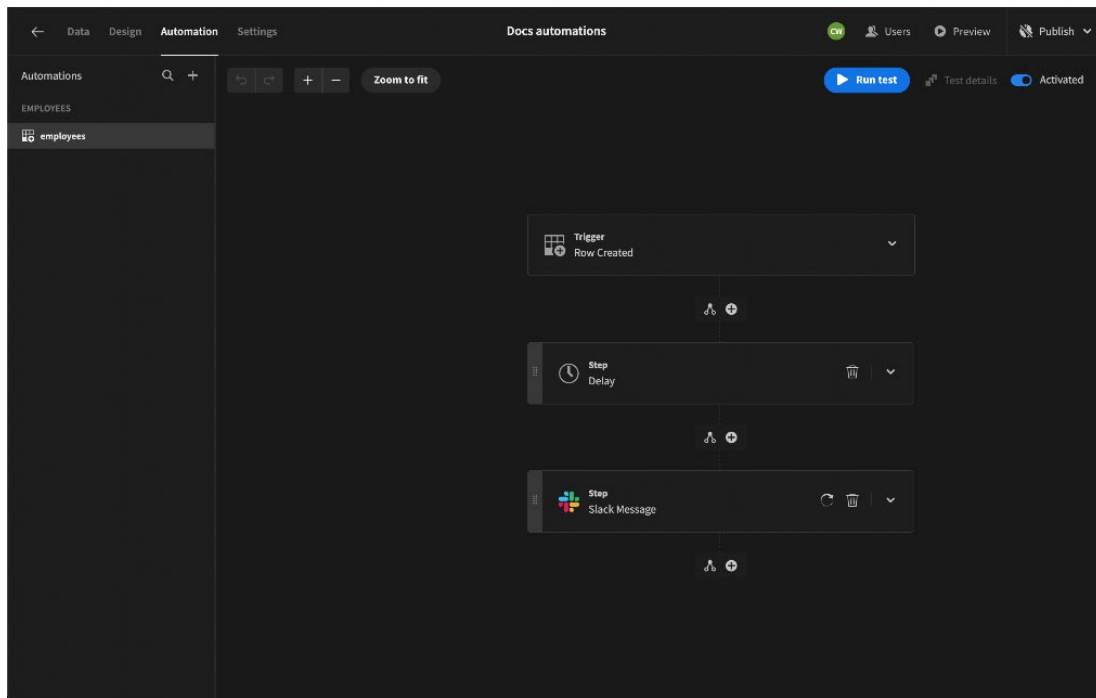 Data Design Automation Settings Docs automations CW Users Preview Publish
Automations Zoom to fit Run test Test details Activated
EMPLOYEES
employees
Trigger
Row Created
Step
Delay
Step
Slack Message